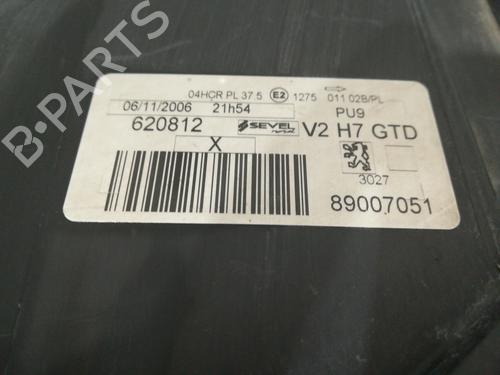 04HCR PL 37.5 E2 1275 011 02B/PL
06/11/2006 21h54 PU9
620812 SEVEL V2 H7 GTD
X
3027
89007051
B-PARTS